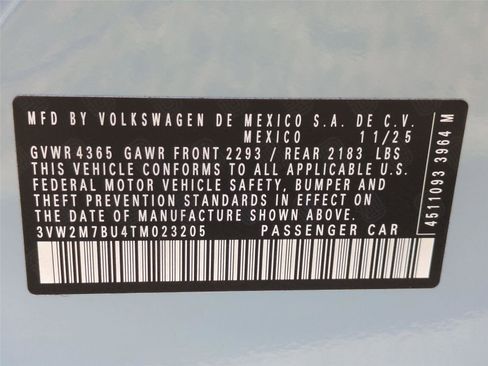 MFD BY VOLKSWAGEN DE MEXICO S.A. DE C.V.
MEXICO 11/25
GVWR 4365 GAWR FRONT 2293 / REAR 2183 LBS
THIS VEHICLE CONFORMS TO ALL APPLICABLE U.S.
FEDERAL MOTOR VEHICLE SAFETY, BUMPER AND
THEFT PREVENTION STANDARDS IN EFFECT ON
THE DATE OF MANUFACTURE SHOWN ABOVE.
3VW2M7BU4TM023205 PASSENGER CAR
4511093 3964 M